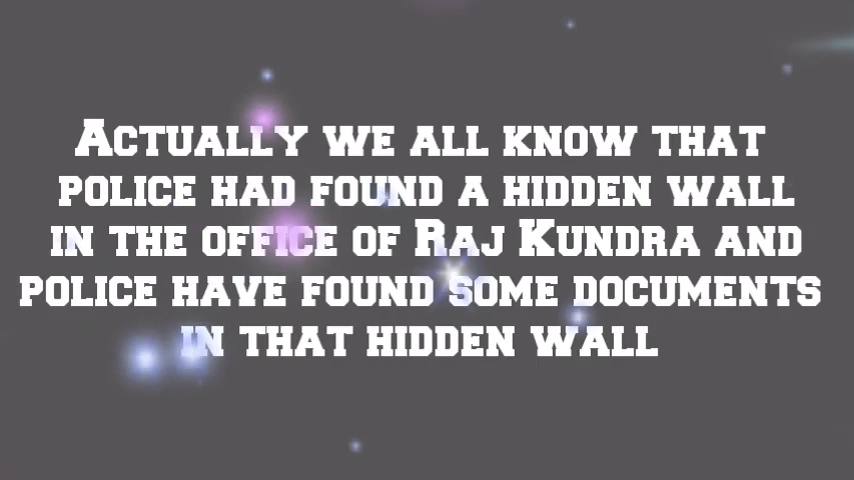 Actually we all know that
police had found a hidden wall
in the office of Raj Kundra and
police have found some documents
in that hidden wall